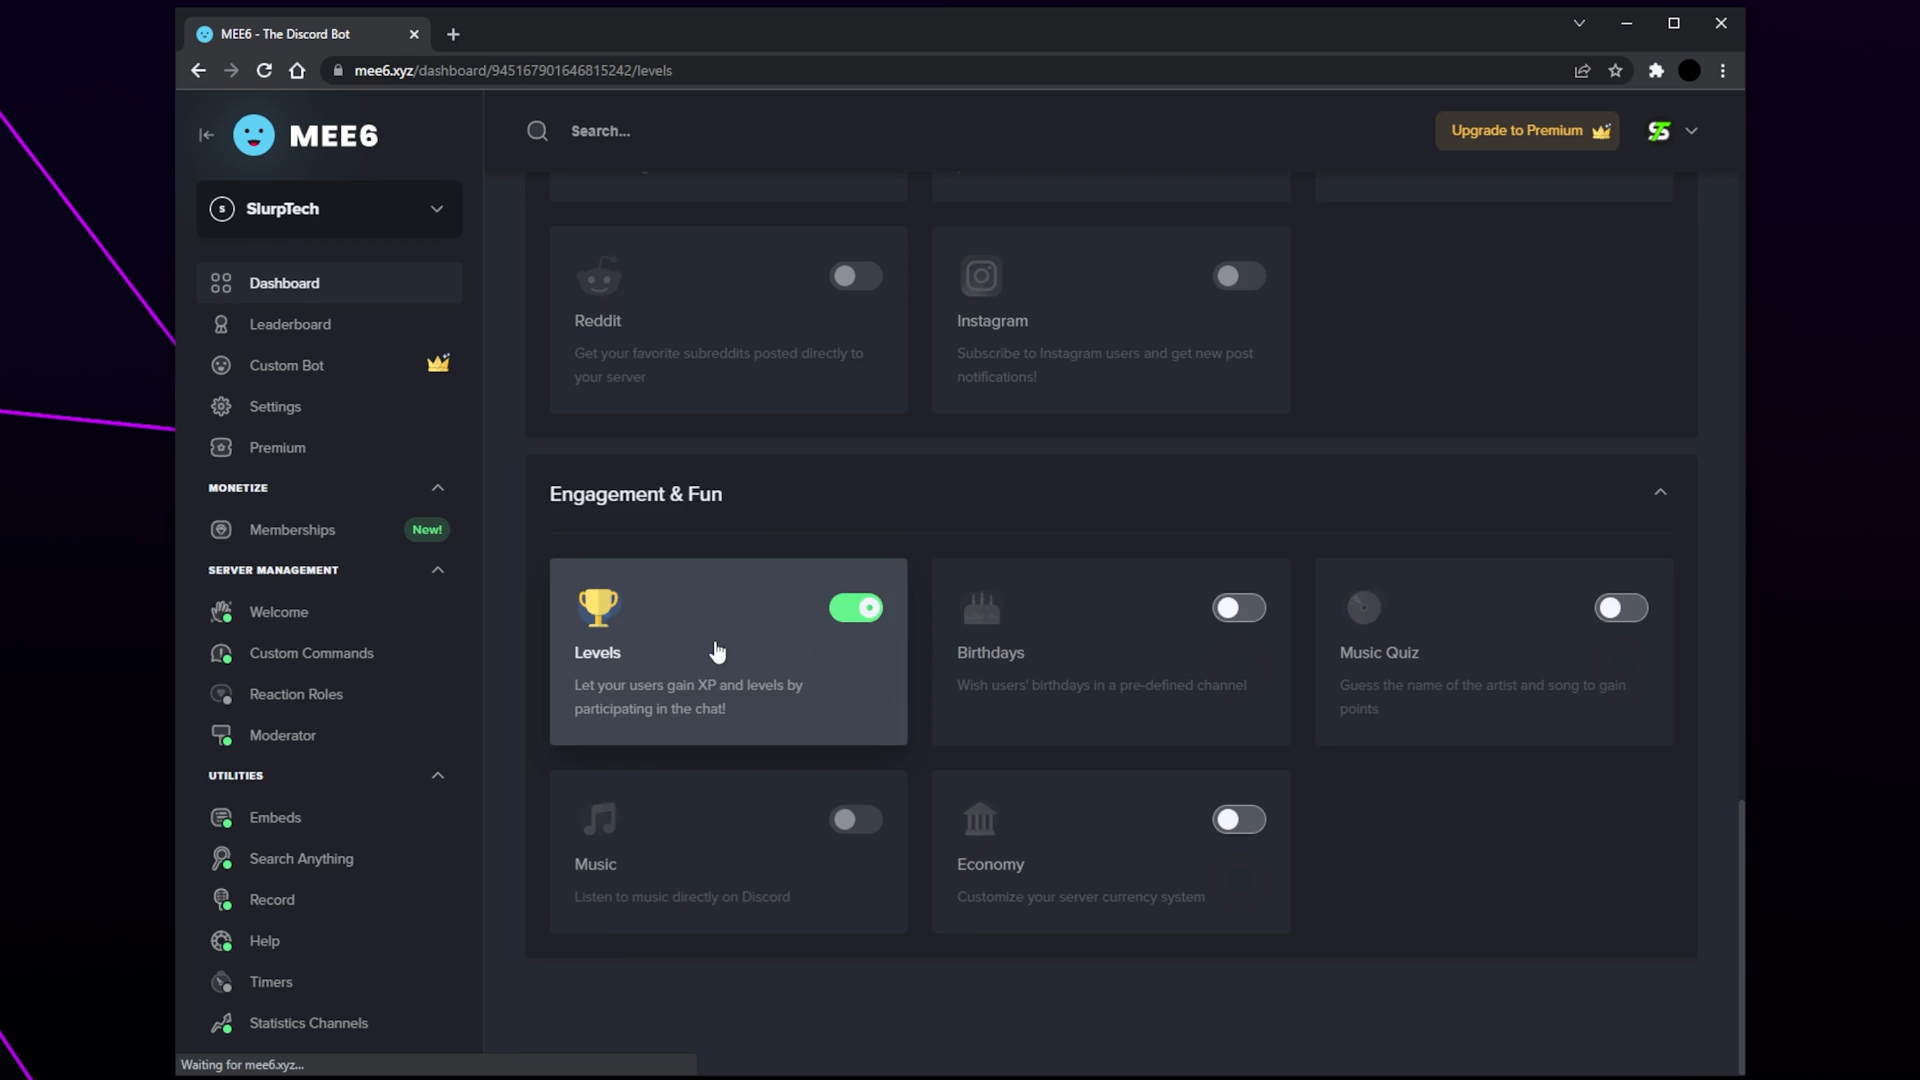 MEE6 - The Discord Bot
mee6.xyz/dashboard/945167901646815242/levels
MEE6
Search...
Upgrade to Premium
S
SlurpTech
Dashboard
Leaderboard
Custom Bot
Settings
Premium
MONETIZE
Memberships
New!
SERVER MANAGEMENT
Welcome
Custom Commands
Reaction Roles
Moderator
UTILITIES
Embeds
Search Anything
Record
Help
Timers
Statistics Channels
Waiting for mee6.xyz...
Reddit
Get your favorite subreddits posted directly to
your server
Instagram
Subscribe to Instagram users and get new post
notifications!
Engagement & Fun
Levels
Let your users gain XP and levels by
participating in the chat!
Birthdays
Wish users' birthdays in a pre-defined channel
Music Quiz
Guess the name of the artist and song to gain
points
Music
Listen to music directly on Discord
Economy
Customize your server currency system